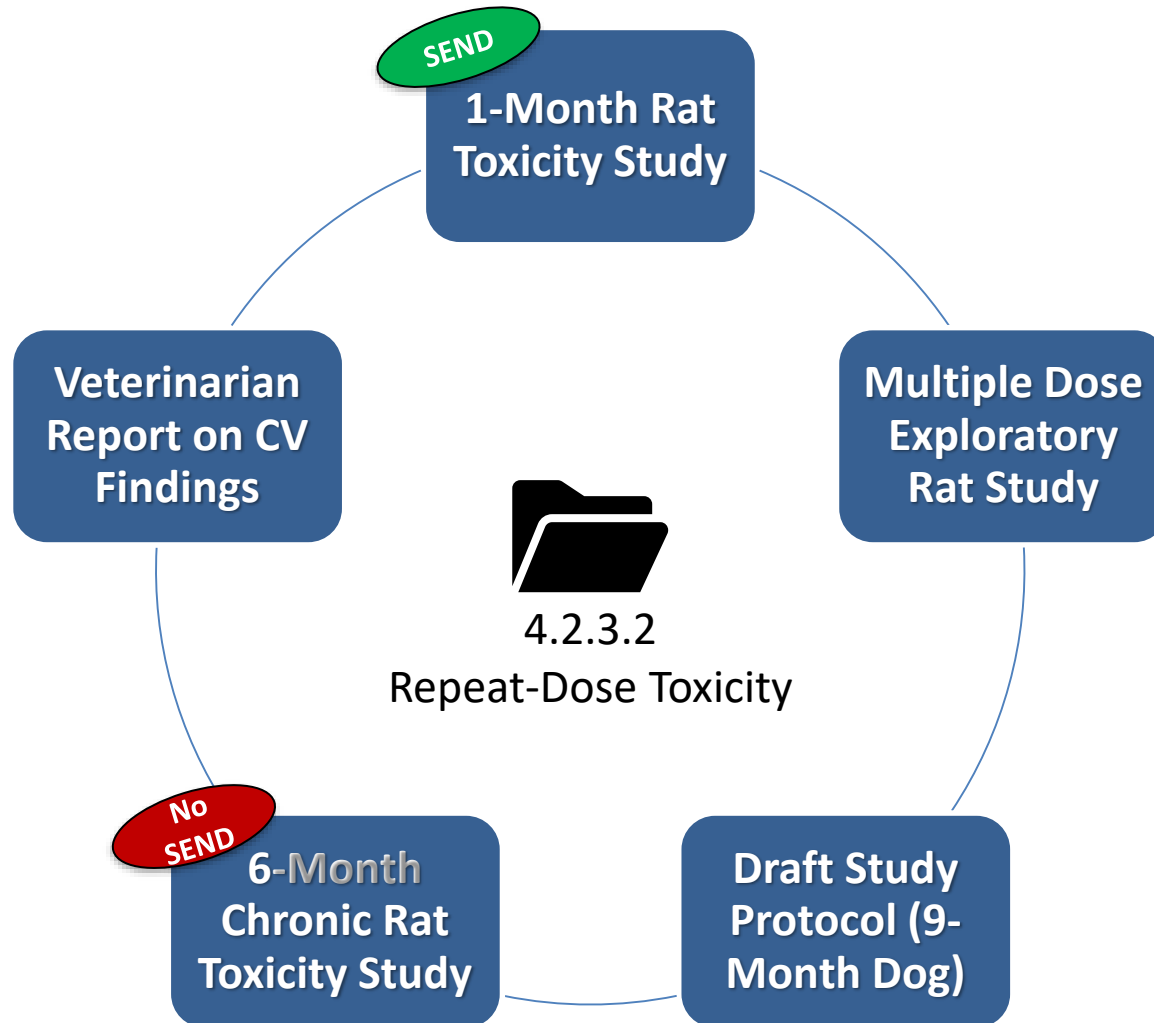 SEND
1-Month Rat
Toxicity Study
Veterinarian
Report on CV
Findings
Multiple Dose
Exploratory
Rat Study
4.2.3.2
Repeat-Dose Toxicity
No
SEND
6-Month
Chronic Rat
Toxicity Study
Draft Study
Protocol (9-
Month Dog)